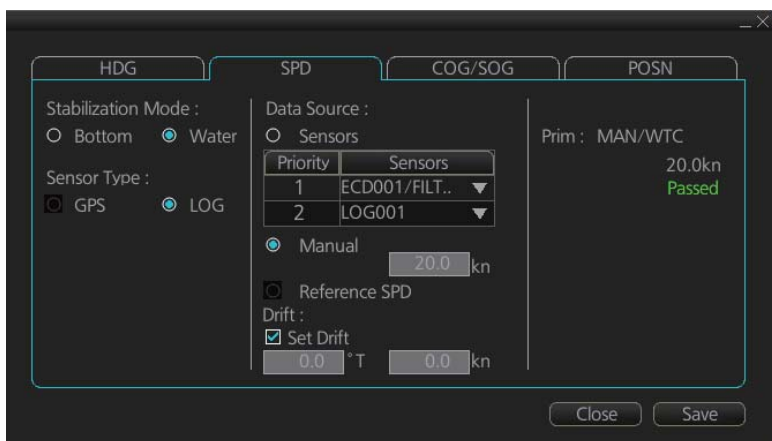 HDG SPD COG/SOG POSN
Stabilization Mode :
Bottom Water
Sensor Type :
GPS LOG
Data Source :
Sensors
Priority Sensors
1 ECD001/FILT..
2 LOG001
Manual
20.0 kn
Reference SPD
Drift :
Set Drift
0.0 °T 0.0 kn
Prim : MAN/WTC
20.0kn
Passed
Close Save